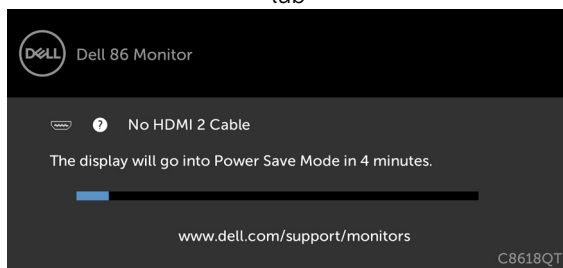 DELL
Dell 86 Monitor
? No HDMI 2 Cable
The display will go into Power Save Mode in 4 minutes.
www.dell.com/support/monitors
C8618QT